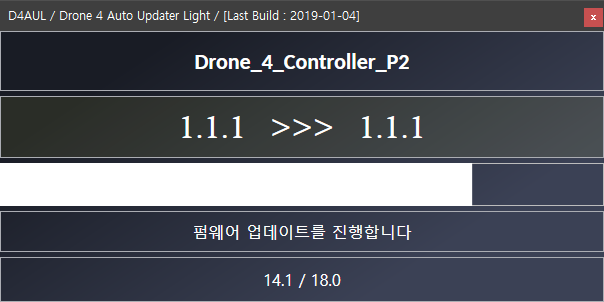 D4AUL / Drone 4 Auto Updater Light / [Last Build : 2019-01-04]
x
Drone_4_Controller_P2
1.1.1 >>> 1.1.1
펌웨어 업데이트를 진행합니다
14.1 / 18.0